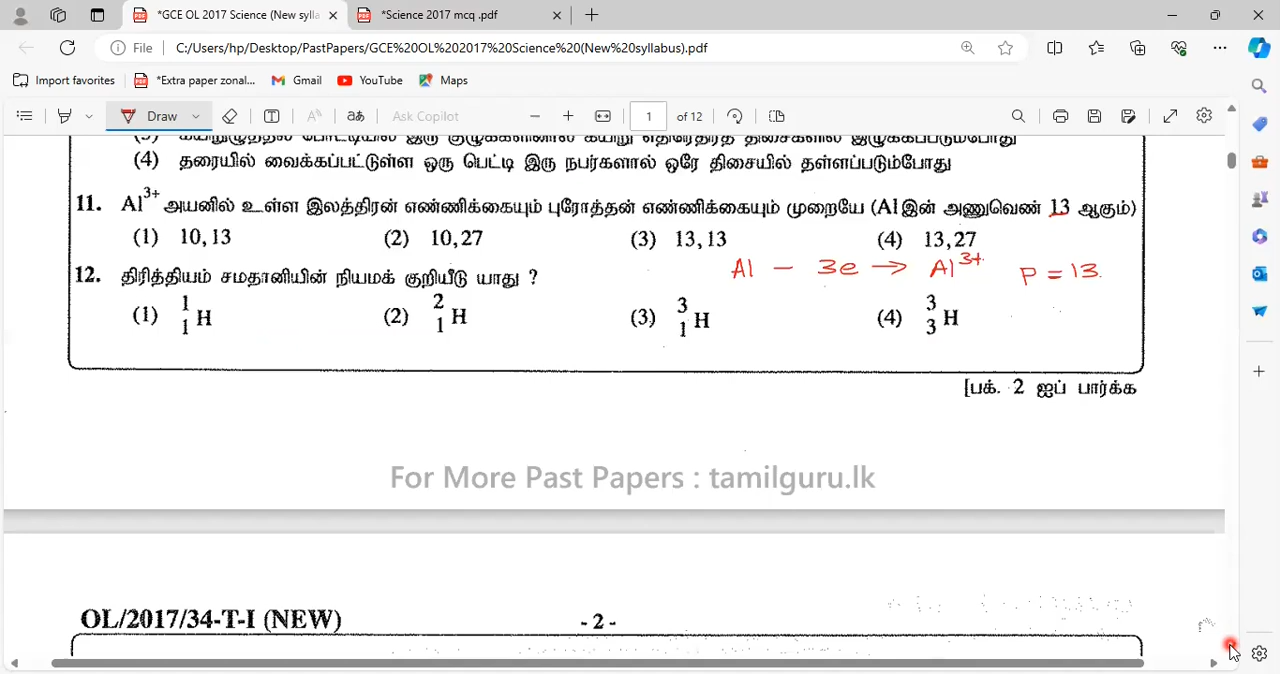 *GCE OL 2017 Science (New sylla
*Science 2017 mcq .pdf
File
C:/Users/hp/Desktop/PastPapers/GCE%20OL%202017%20Science%20(New%20syllabus).pdf
Import favorites
*Extra paper zonal...
Gmail
YouTube
Maps
Draw
Ask Copilot
1
of 12
(4) தரையில் வைக்கப்பட்டுள்ள ஒரு பெட்டி இரு நபர்களால் ஒரே திசையில் தள்ளப்படும்போது
11. Al³⁺ அயனில் உள்ள இலத்திரன் எண்ணிக்கையும் புரோத்தன் எண்ணிக்கையும் முறையே (Al இன் அணுவெண் 13 ஆகும்)
(1) 10, 13 (2) 10, 27 (3) 13, 13 (4) 13, 27
Al – 3e → Al³⁺ P = 13
12. திரித்தியம் சமதானியின் நியமக் குறியீடு யாது ?
(1) ¹₁H (2) ²₁H (3) ³₁H (4) ³₃H
[பக். 2 ஐப் பார்க்க
For More Past Papers : tamilguru.lk
OL/2017/34-T-I (NEW)
- 2 -